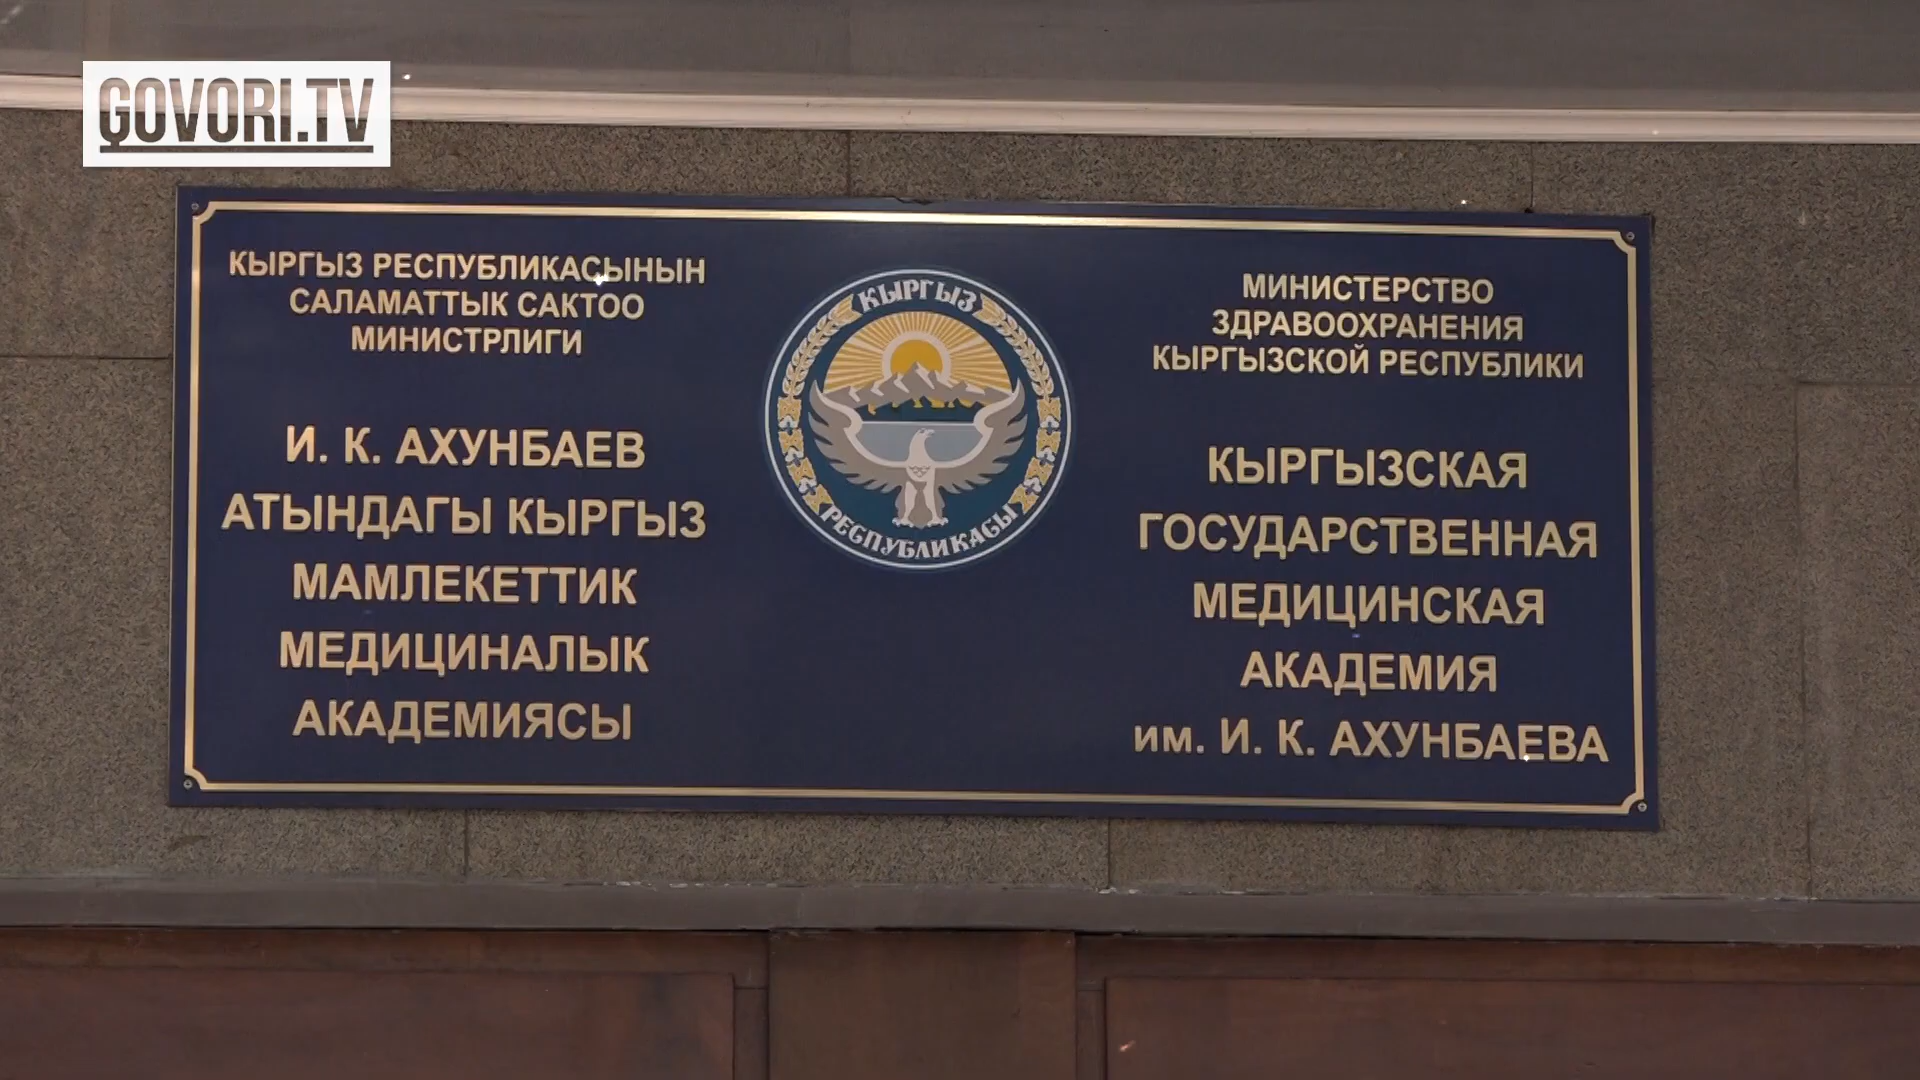 GOVORI.TV
КЫРГЫЗ РЕСПУБЛИКАСЫНЫН
САЛАМАТТЫК САКТОО
МИНИСТРЛИГИ
И. К. АХУНБАЕВ
АТЫНДАГЫ КЫРГЫЗ
МАМЛЕКЕТТИК
МЕДИЦИНАЛЫК
АКАДЕМИЯСЫ
КЫРГЫЗ
РЕСПУБЛИКАСЫ
МИНИСТЕРСТВО
ЗДРАВООХРАНЕНИЯ
КЫРГЫЗСКОЙ РЕСПУБЛИКИ
КЫРГЫЗСКАЯ
ГОСУДАРСТВЕННАЯ
МЕДИЦИНСКАЯ
АКАДЕМИЯ
им. И. К. АХУНБАЕВА